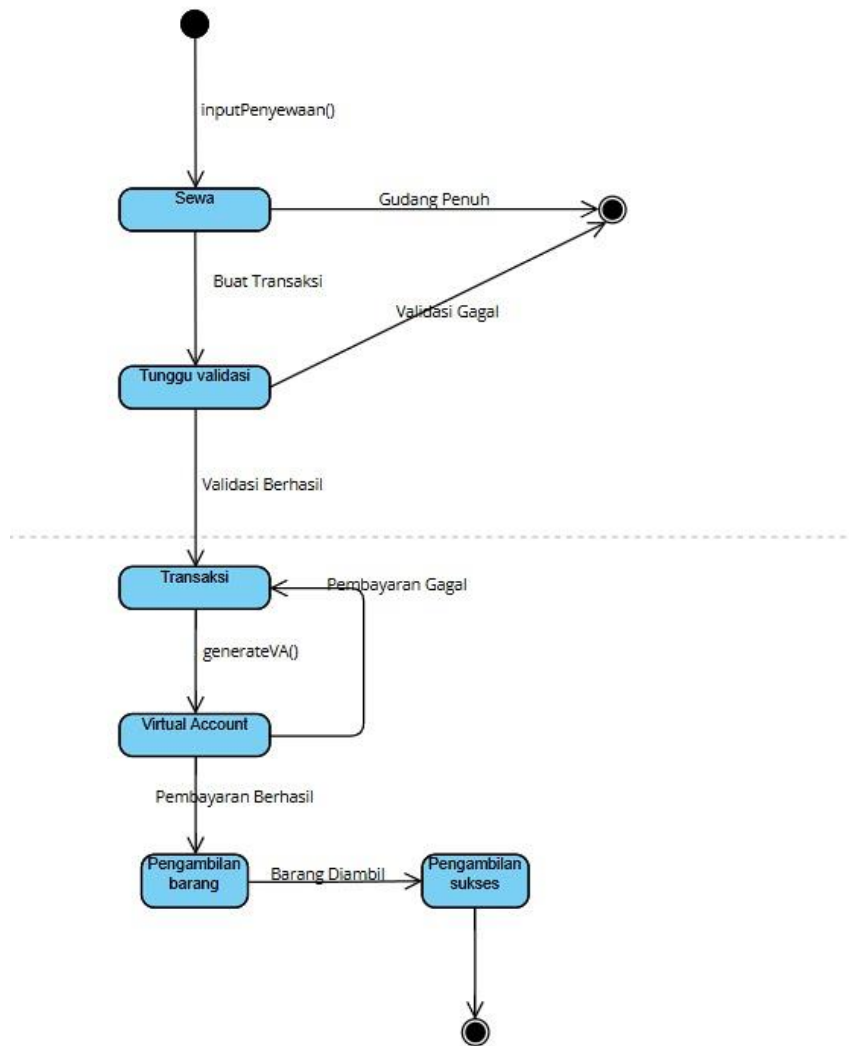 inputPenyewaan()
Sewa
Gudang Penuh
Buat Transaksi
Validasi Gagal
Tunggu validasi
Validasi Berhasil
Transaksi
Pembayaran Gagal
generateVA()
Virtual Account
Pembayaran Berhasil
Pengambilan
barang
Barang Diambil
Pengambilan
sukses